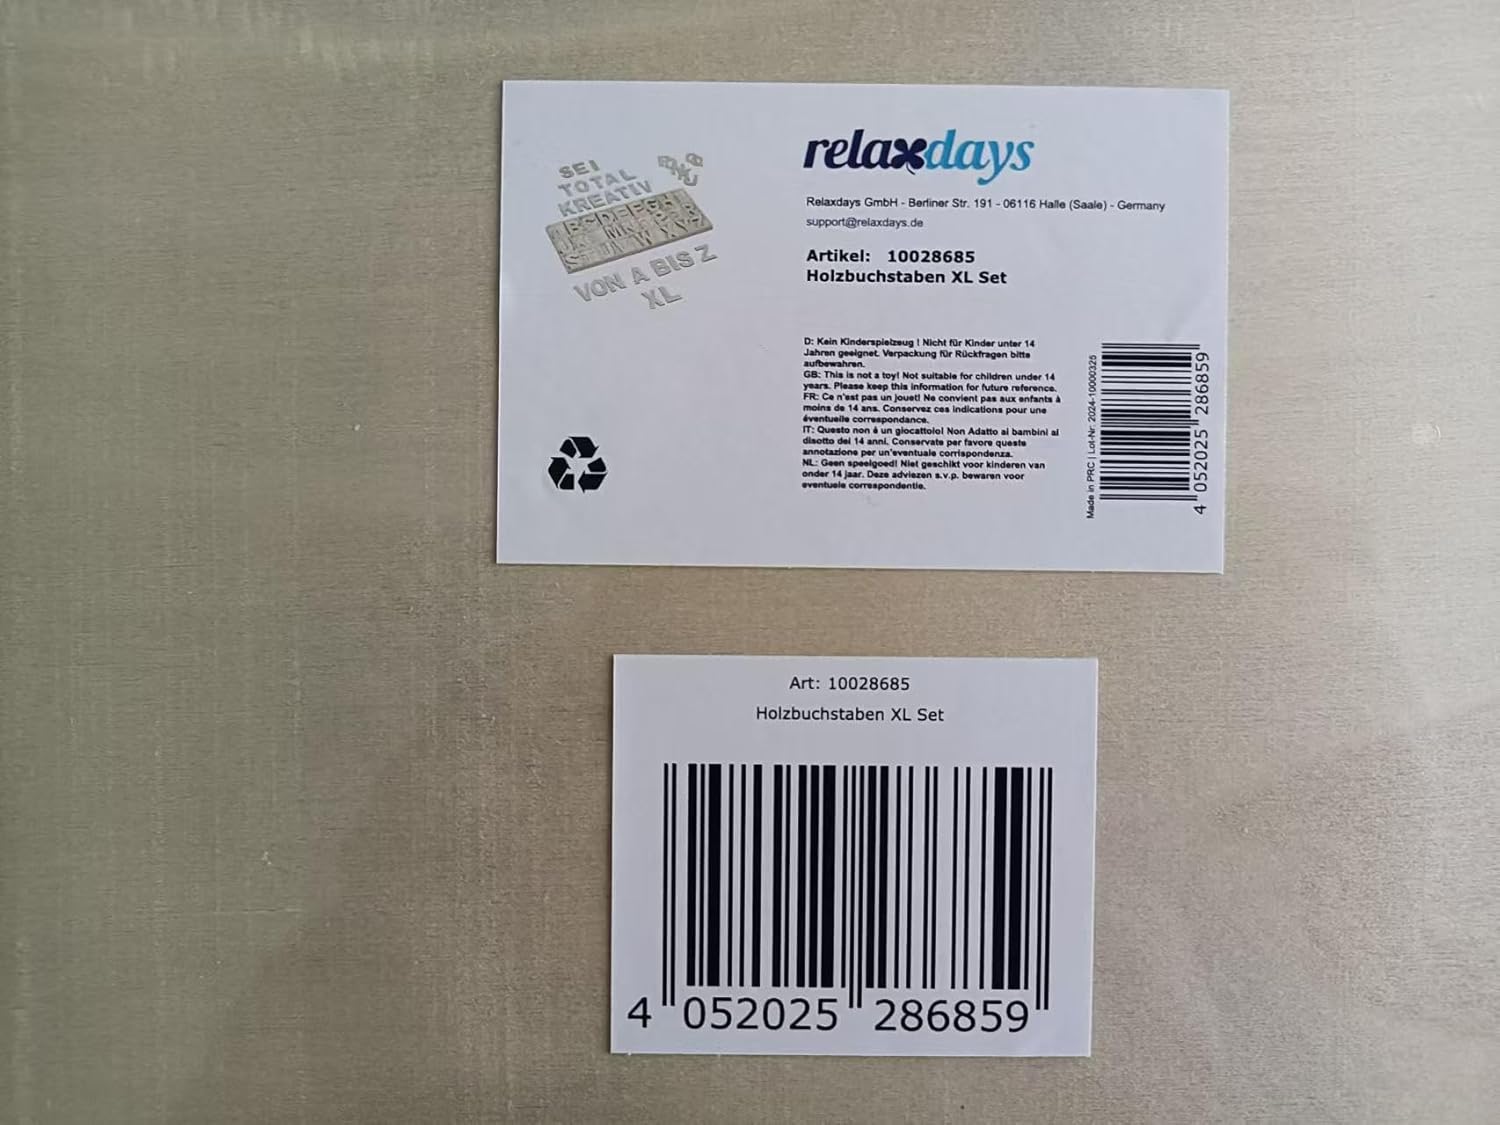 SEI
TOTAL
KREATIV
VON A BIS Z
XL
relaxdays
Relaxdays GmbH - Berliner Str. 191 - 06116 Halle (Saale) - Germany
support@relaxdays.de
Artikel: 10028685
Holzbuchstaben XL Set
D: Kein Kinderspielzeug ! Nicht für Kinder unter 14
Jahren geeignet. Verpackung für Rückfragen bitte
aufbewahren.
GB: This is not a toy! Not suitable for children under 14
years. Please keep this information for future reference.
FR: Ce n'est pas un jouet! Ne convient pas aux enfants à
moins de 14 ans. Conservez ces indications pour une
éventuelle correspondance.
IT: Questo non é un giocattolo! Non Adatto ai bambini al
disotto dei 14 anni. Conservate per favore queste
annotazione per un'eventuale corrispondenza.
NL: Geen speelgoed! Niet geschikt voor kinderen van
onder 14 jaar. Deze adviezen s.v.p. bewaren voor
eventuele correspondentie.
Made in PRC | Lot-Nr. 2024-10000325
4 052025 286859
Art: 10028685
Holzbuchstaben XL Set
4 052025 286859